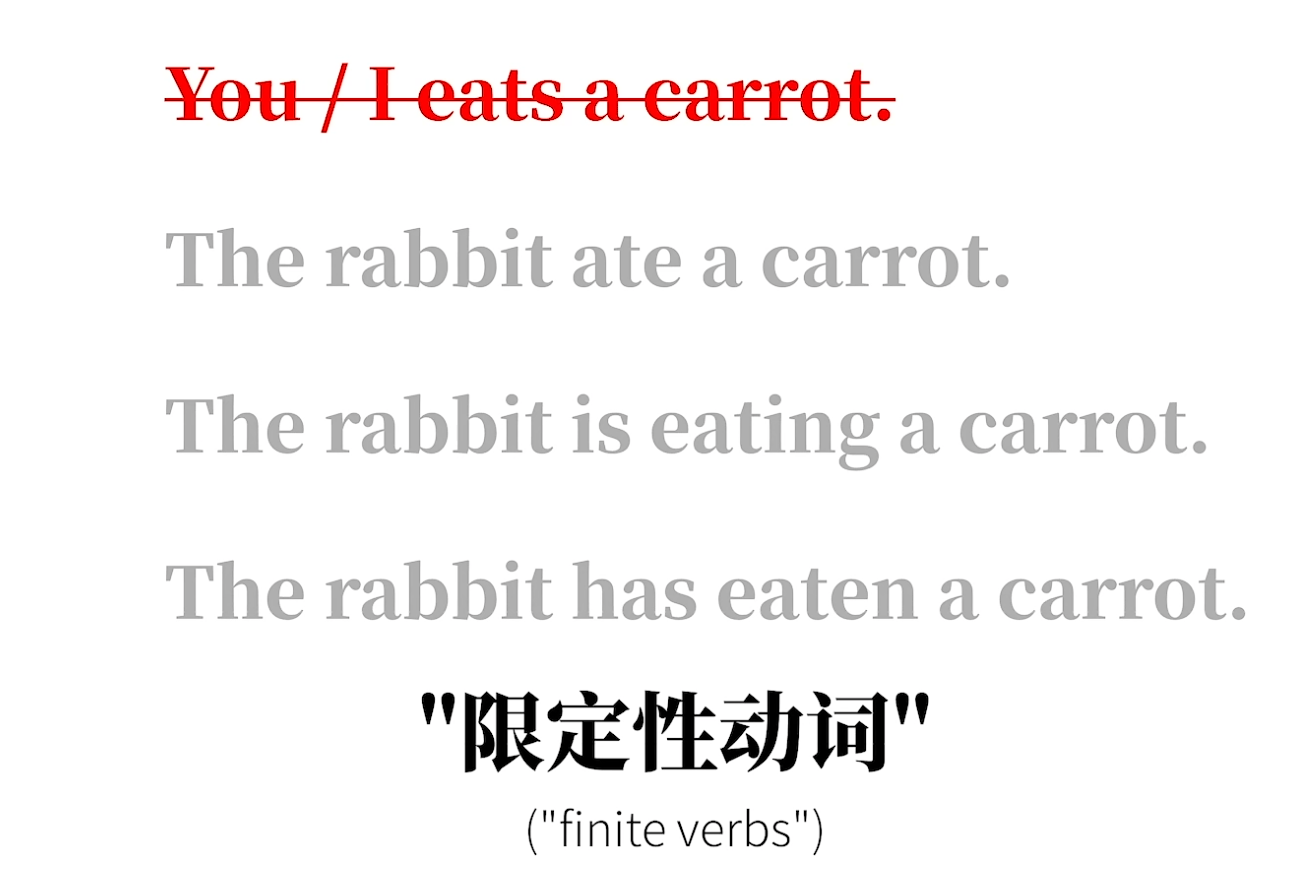 You / I eats a carrot.
The rabbit ate a carrot.
The rabbit is eating a carrot.
The rabbit has eaten a carrot.
"限定性动词"
("finite verbs")